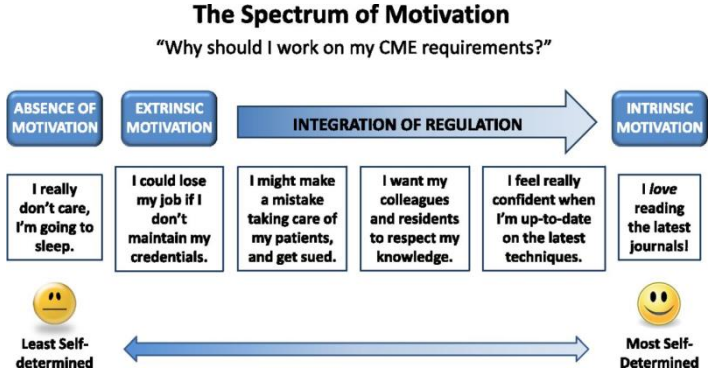 The Spectrum of Motivation
“Why should I work on my CME requirements?”
ABSENCE OF
MOTIVATION
EXTRINSIC
MOTIVATION
INTEGRATION OF REGULATION
INTRINSIC
MOTIVATION
I really
don’t care,
I’m going to
sleep.
I could lose
my job if I
don’t
maintain my
credentials.
I might make
a mistake
taking care of
my patients,
and get sued.
I want my
colleagues
and residents
to respect my
knowledge.
I feel really
confident when
I’m up-to-date
on the latest
techniques.
I love
reading
the latest
journals!
Least Self-
determined
Most Self-
Determined